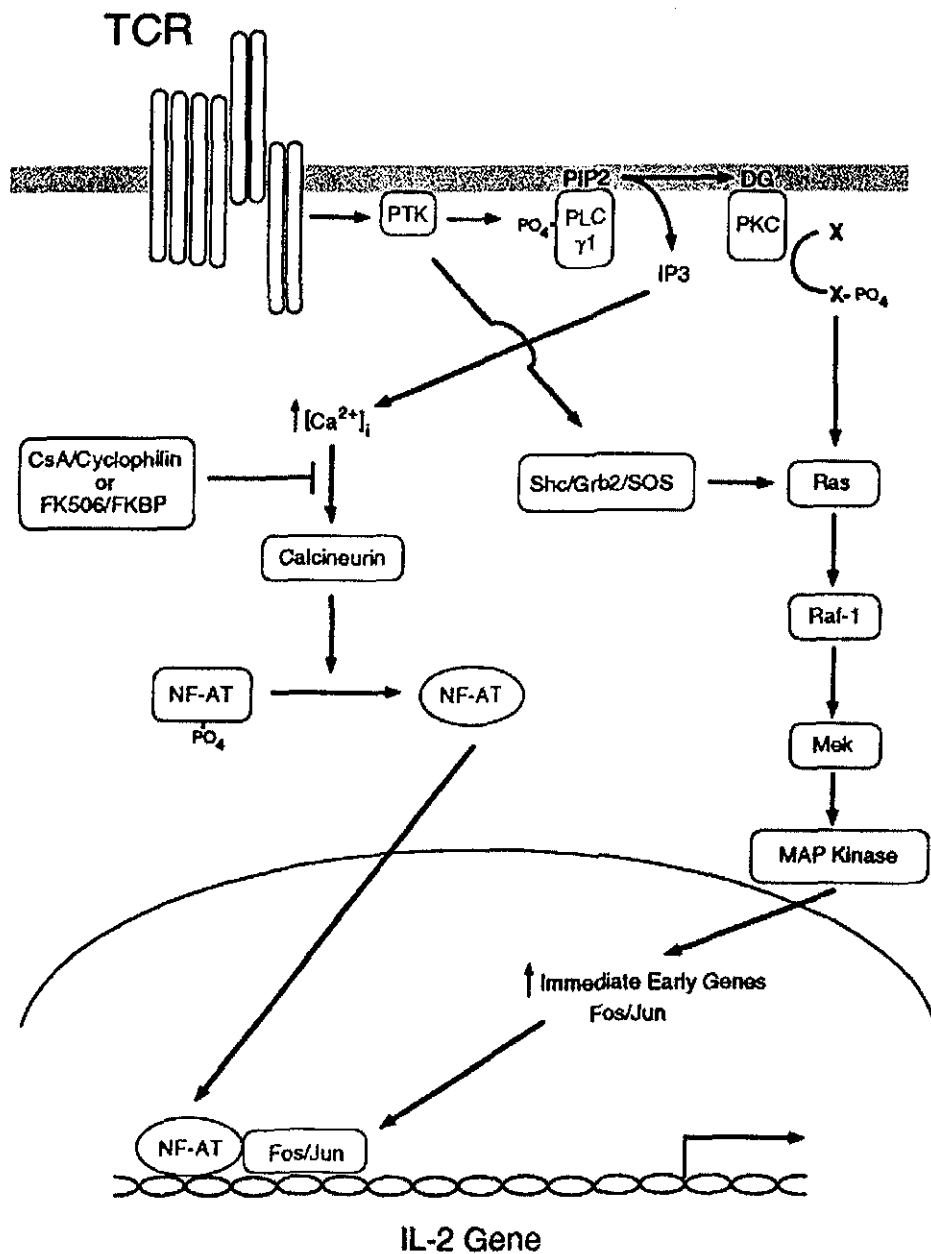 TCR
PIP2
DG
PTK
PO4
PLC
γ1
PKC
X
IP3
X-PO4
[Ca2+]i
CsA/Cyclophilin
or
FK506/FKBP
Shc/Grb2/SOS
Ras
Calcineurin
Raf-1
NF-AT
PO4
NF-AT
Mek
MAP Kinase
Immediate Early Genes
Fos/Jun
NF-AT
Fos/Jun
IL-2 Gene